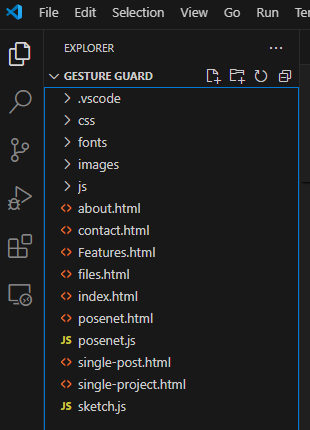 File Edit Selection View Go Run Ter
EXPLORER ...
GESTURE GUARD
.vscode
css
fonts
images
js
about.html
contact.html
Features.html
files.html
index.html
posenet.html
JS posenet.js
single-post.html
single-project.html
JS sketch.js